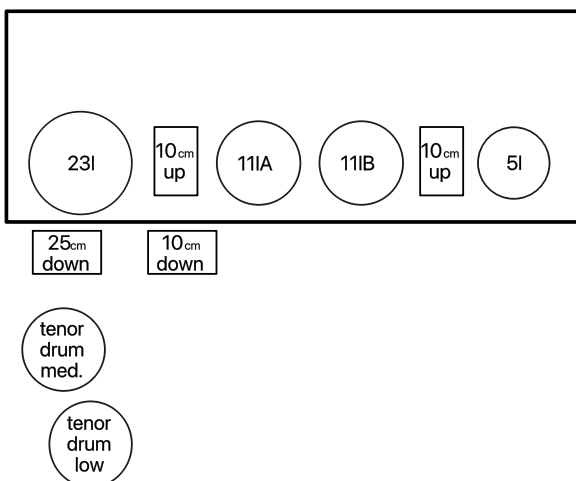 23l
10cm
up
11lA
11lB
10cm
up
5l
25cm
down
10cm
down
tenor
drum
med.
tenor
drum
low